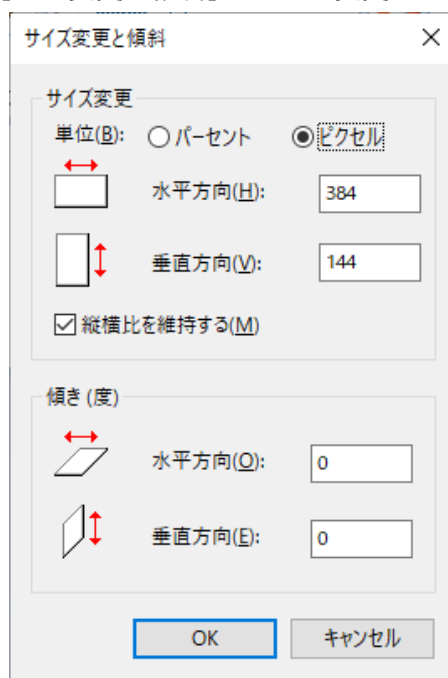 サイズ変更と傾斜
サイズ変更
単位(B): パーセント ピクセル
水平方向(H): 384
垂直方向(V): 144
縦横比を維持する(M)
傾き (度)
水平方向(O): 0
垂直方向(E): 0
OK キャンセル